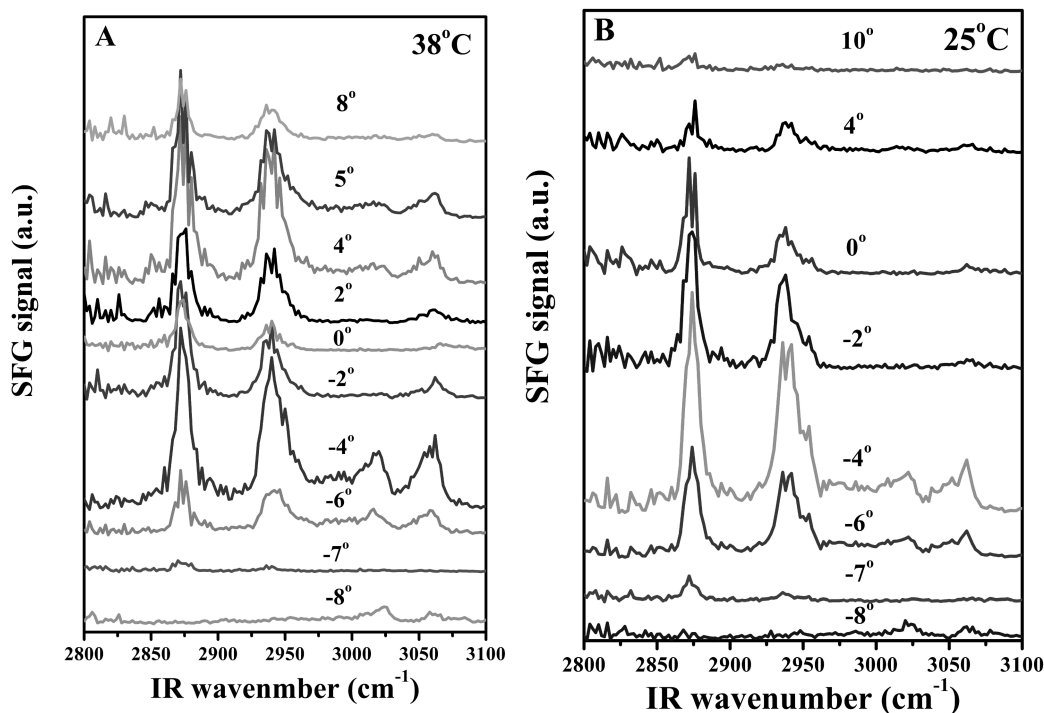 A
38°C
8°
5°
4°
2°
0°
-2°
-4°
-6°
-7°
-8°
SFG signal (a.u.)
2800 2850 2900 2950 3000 3050 3100
IR wavenmber (cm⁻¹)
B
10°
25°C
4°
0°
-2°
-4°
-6°
-7°
-8°
SFG signal (a.u.)
2800 2850 2900 2950 3000 3050 3100
IR wavenumber (cm⁻¹)